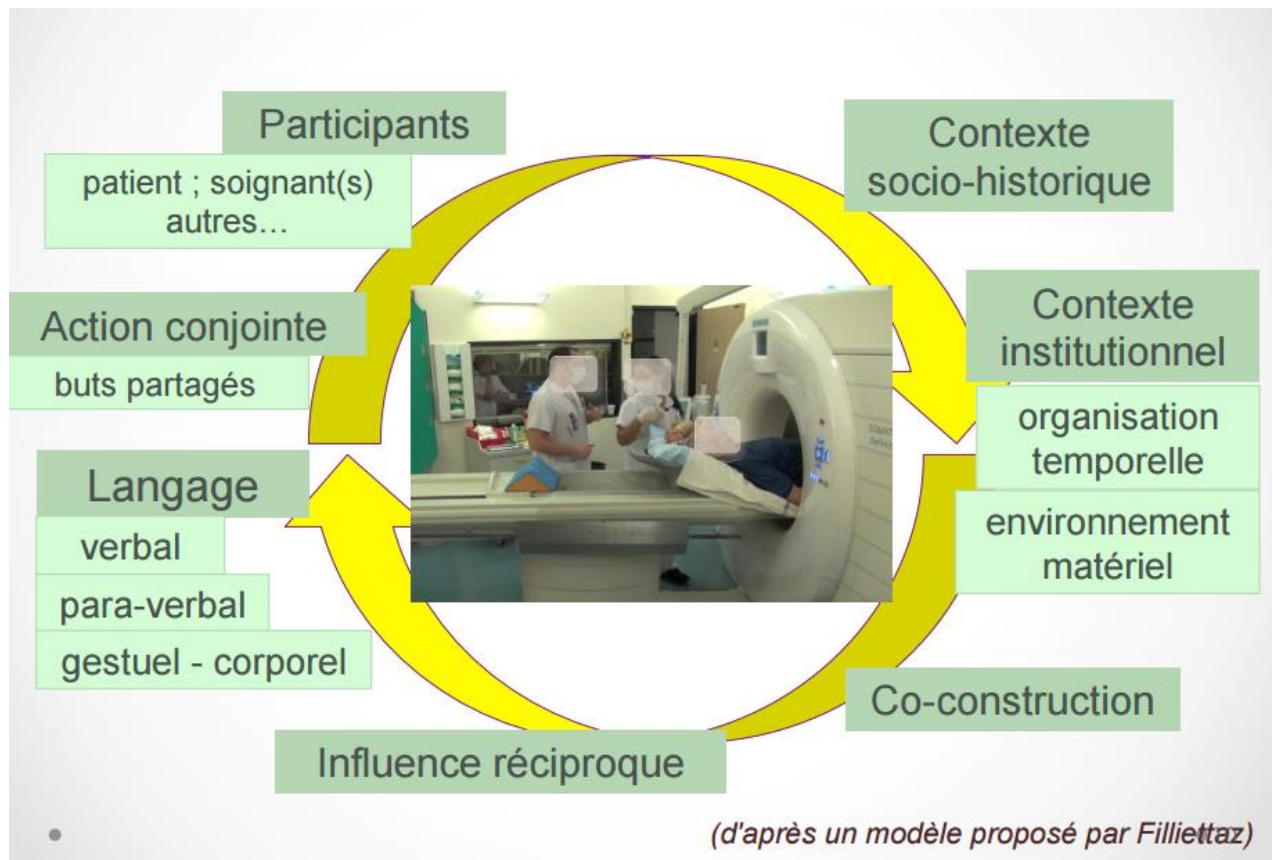 Participants
patient ; soignant(s)
autres…
Action conjointe
buts partagés
Langage
verbal
para-verbal
gestuel - corporel
Influence réciproque
Contexte
socio-historique
Contexte
institutionnel
organisation
temporelle
environnement
matériel
Co-construction
(d'après un modèle proposé par Filliettaz)